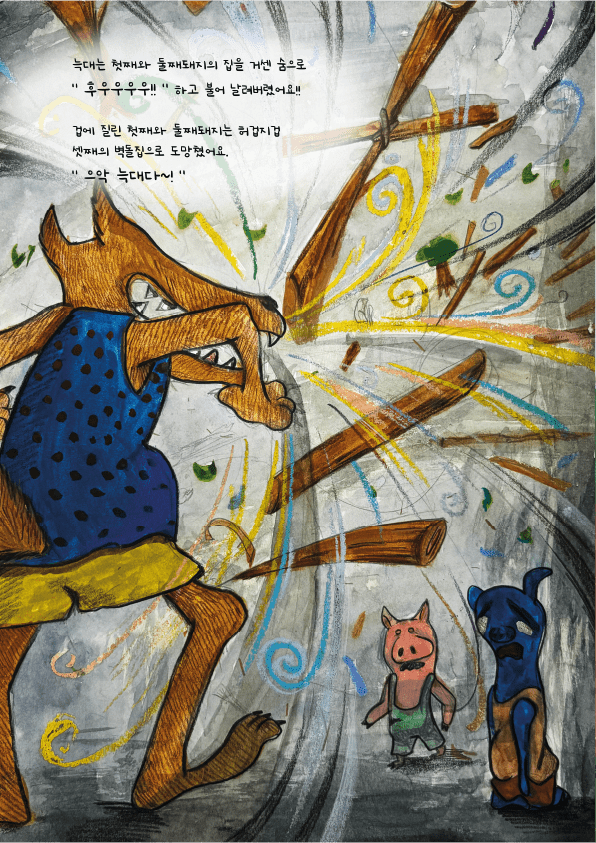 늑대는 첫째와 둘째돼지의 집을 거센 숨으로
" 후우우우우!! " 하고 불어 날려버렸어요!!
겁에 질린 첫째와 둘째돼지는 허겁지겁
셋째의 벽돌집으로 도망쳤어요.
" 으악 늑대다~! "